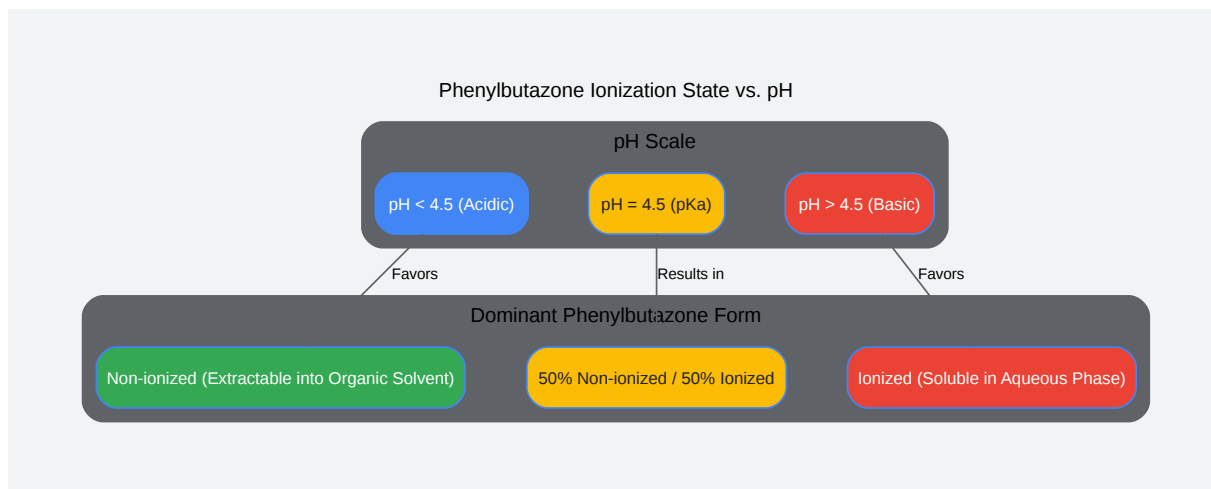 Phenylbutazone Ionization State vs. pH
pH Scale
pH < 4.5 (Acidic)
pH = 4.5 (pKa)
pH > 4.5 (Basic)
Favors
Results in
Favors
Dominant Phenylbutazone Form
Non-ionized (Extractable into Organic Solvent)
50% Non-ionized / 50% Ionized
Ionized (Soluble in Aqueous Phase)